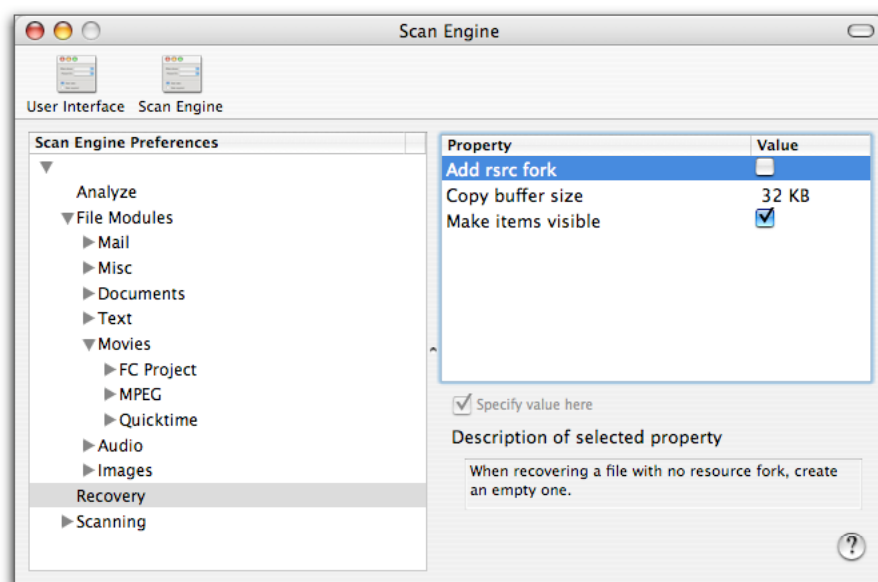 Scan Engine
User Interface
Scan Engine
Scan Engine Preferences
Analyze
File Modules
Mail
Misc
Documents
Text
Movies
FC Project
MPEG
Quicktime
Audio
Images
Recovery
Scanning
Property Value
Add rsrc fork
Copy buffer size 32 KB
Make items visible
Specify value here
Description of selected property
When recovering a file with no resource fork, create
an empty one.
?